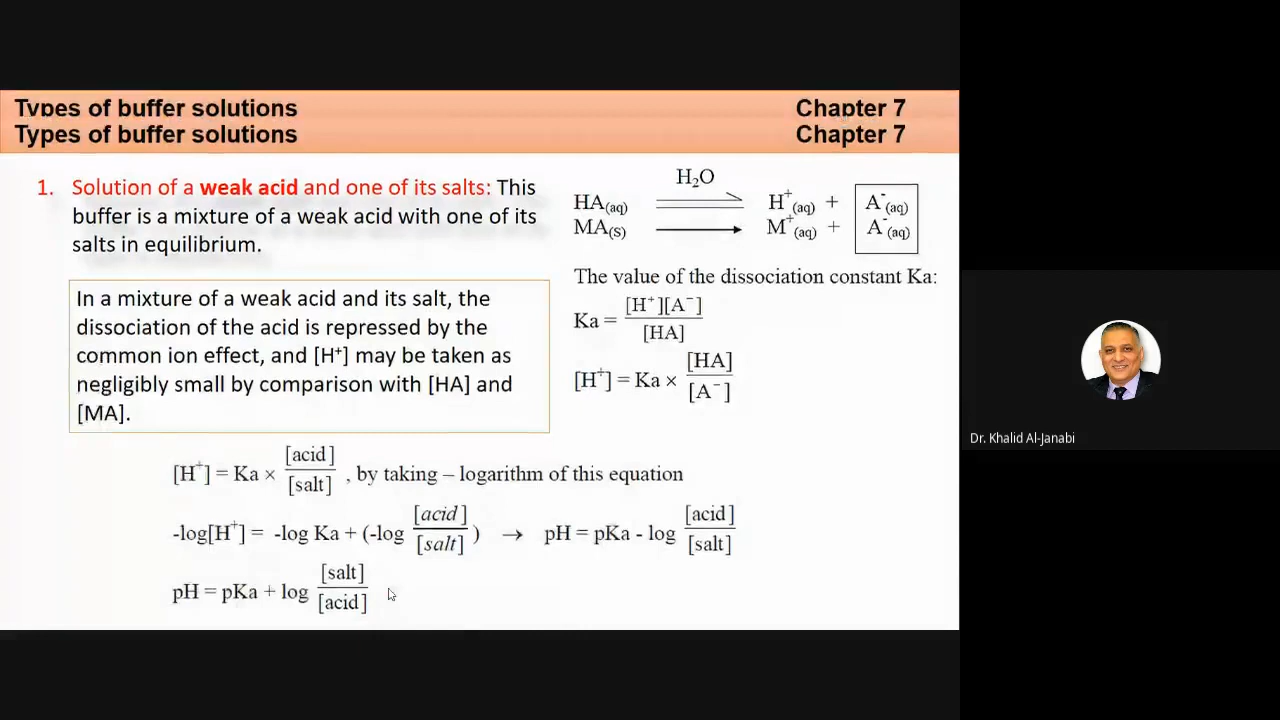 Types of buffer solutions Chapter 7
Types of buffer solutions Chapter 7
1. Solution of a weak acid and one of its salts: This
buffer is a mixture of a weak acid with one of its
salts in equilibrium.
In a mixture of a weak acid and its salt, the
dissociation of the acid is repressed by the
common ion effect, and [H⁺] may be taken as
negligibly small by comparison with [HA] and
[MA].
H₂O
HA(aq) ⇌ H⁺(aq) + A⁻(aq)
MA(s) → M⁺(aq) + A⁻(aq)
The value of the dissociation constant Ka:
Ka = [H⁺][A⁻] / [HA]
[H⁺] = Ka × [HA] / [A⁻]
[H⁺] = Ka × [acid] / [salt] , by taking – logarithm of this equation
-log[H⁺] = -log Ka + (-log [acid] / [salt] ) → pH = pKa - log [acid] / [salt]
pH = pKa + log [salt] / [acid]
Dr. Khalid Al-Janabi